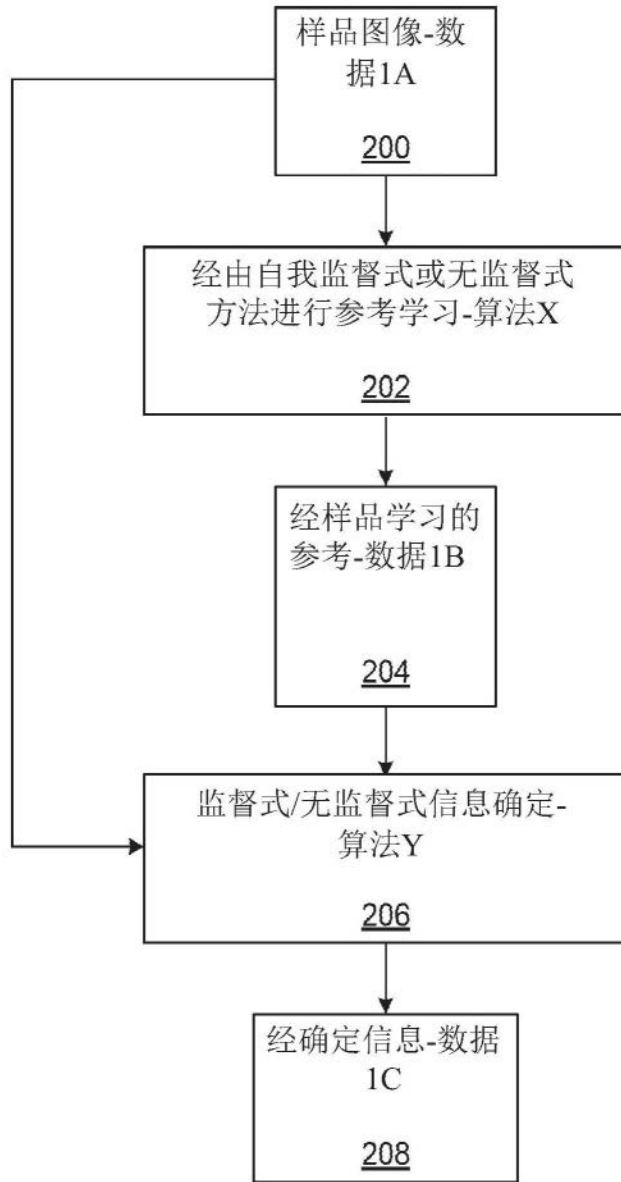 样品图像-数
据1A
200
经由自我监督式或无监督式
方法进行参考学习-算法X
202
经样品学习的
参考-数据1B
204
监督式/无监督式信息确定-
算法Y
206
经确定信息-数据
1C
208